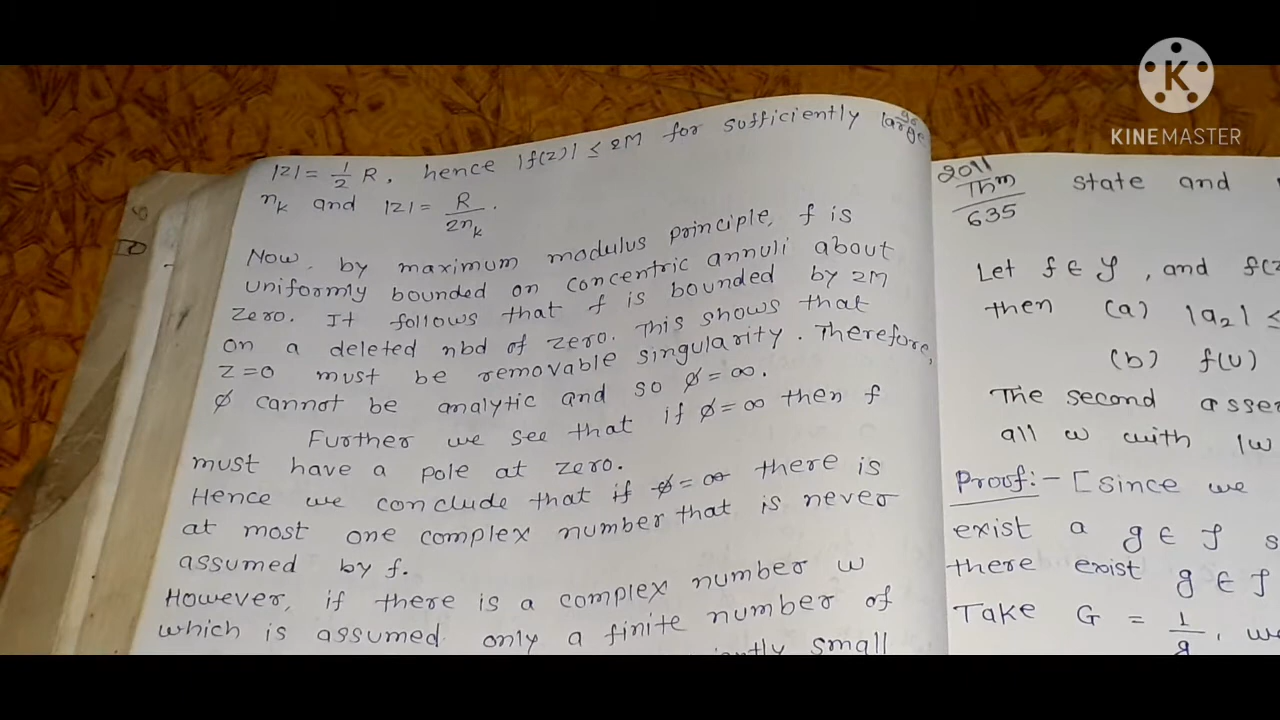 KINEMASTER
|z| = 1/2 R, hence |f(z)| ≤ 2M for sufficiently large
n_k and |z| = R/2n_k.
Now, by maximum modulus principle, f is
uniformly bounded on concentric annuli about
zero. It follows that f is bounded by 2M
on a deleted nbd of zero. This shows that
z=0 must be removable singularity. Therefore,
φ cannot be analytic and so φ=∞.
Further we see that if φ=∞ then f
must have a pole at zero.
Hence we conclude that if φ=∞ there is
at most one complex number that is never
assumed by f.
However, if there is a complex number w
which is assumed only a finite number of
small
2011
Thm
635
state and
Let f ∈ 𝒮, and f(z
then (a) |a₂| ≤
(b) f(U)
The second asser
all w with |w
Proof:- [since we
exist a g ∈ 𝒮 s
there exist g ∈ 𝒮
Take G = 1/g, we